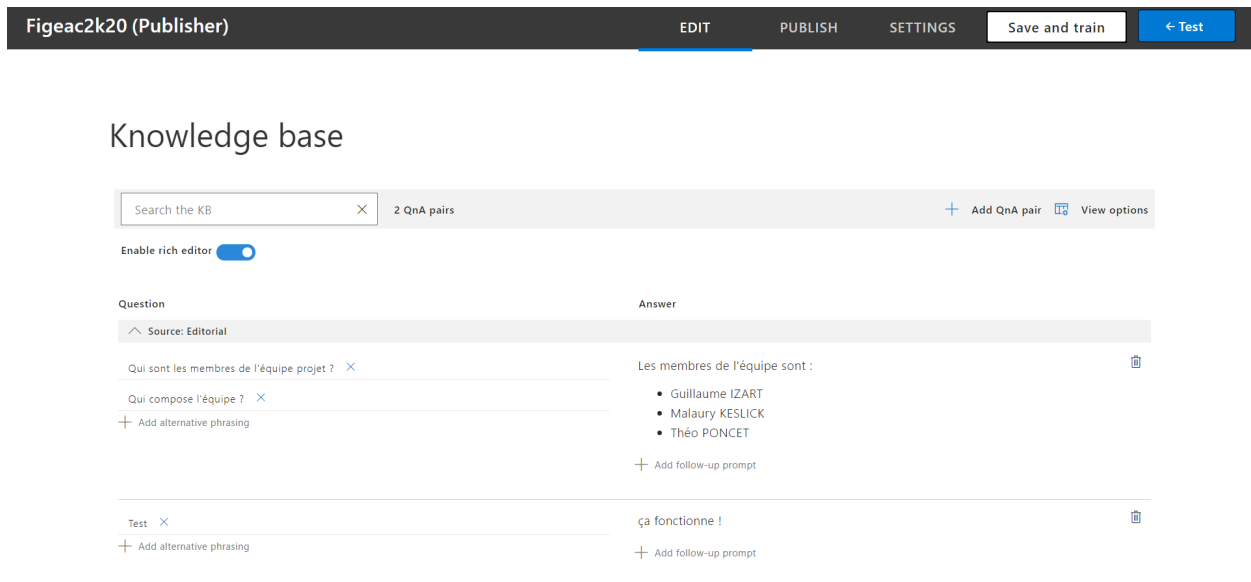 Figeac2k20 (Publisher) EDIT PUBLISH SETTINGS Save and train ← Test
Knowledge base
Search the KB 2 QnA pairs Add QnA pair View options
Enable rich editor
Question Answer
Source: Editorial
Qui sont les membres de l'équipe projet ?
Qui compose l'équipe ?
Add alternative phrasing
Les membres de l'équipe sont :
• Guillaume IZART
• Malaury KESLICK
• Théo PONCET
Add follow-up prompt
Test
Add alternative phrasing
ça fonctionne !
Add follow-up prompt